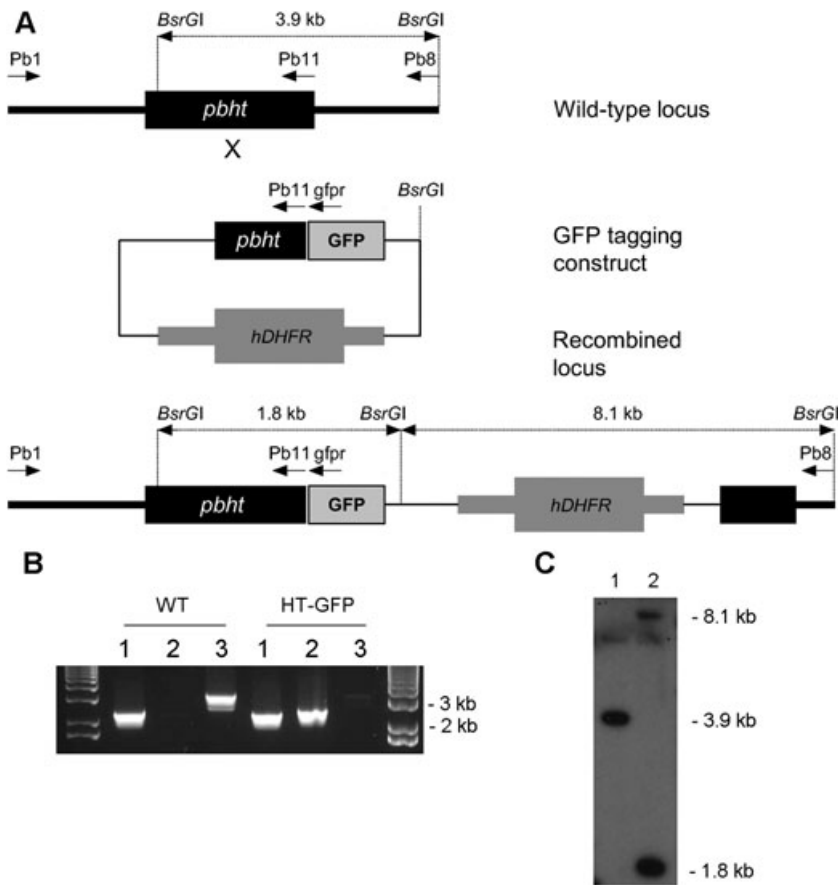 A
BsrGI 3.9 kb BsrGI
Pb1 Pb11 Pb8
pbht
Wild-type locus
X
Pb11 gfpr BsrGI
pbht GFP
GFP tagging
construct
hDHFR
Recombined
locus
BsrGI 1.8 kb BsrGI 8.1 kb BsrGI
Pb1 Pb11 gfpr Pb8
pbht GFP hDHFR
B
WT HT-GFP
1 2 3 1 2 3
- 3 kb
- 2 kb
C
1 2
- 8.1 kb
- 3.9 kb
- 1.8 kb